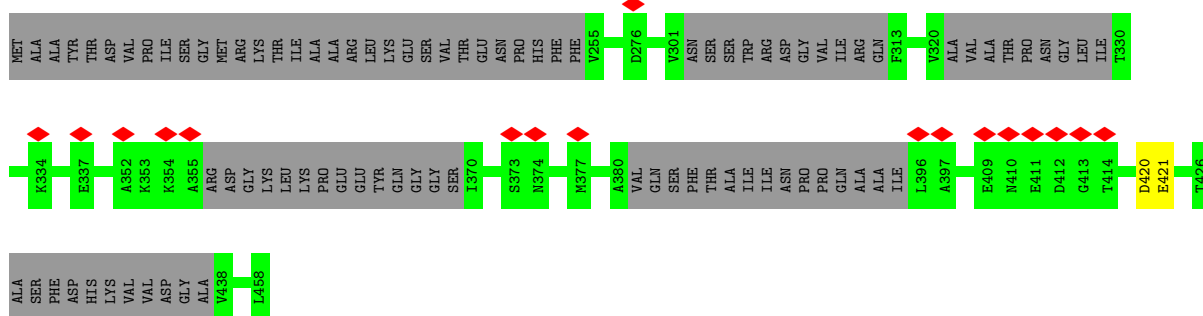 MET ALA ALA TYR THR ASP VAL PRO ILE SER GLY MET ARG LYS THR ILE ALA ALA ARG LEU LYS GLU SER VAL THR GLU ASN PRO HIS PHE PHE V255 D276 V301 ASN SER SER TRP ARG ASP GLY VAL ILE ARG GLN F313 V320 ALA VAL ALA THR PRO ASN GLY LEU ILE T330
K334 E337 A352 K353 K354 A355 ARG ASP GLY LYS LEU LYS PRO GLU GLU TYR GLN GLY GLY SER I370 S373 N374 M377 A380 VAL GLN SER PHE THR ALA ILE ILE ASN PRO PRO GLN ALA ALA ILE L396 A397 E409 N410 E411 D412 G413 T414 D420 E421 T426
ALA SER PHE ASP HIS LYS VAL VAL ASP GLY ALA V438 L458